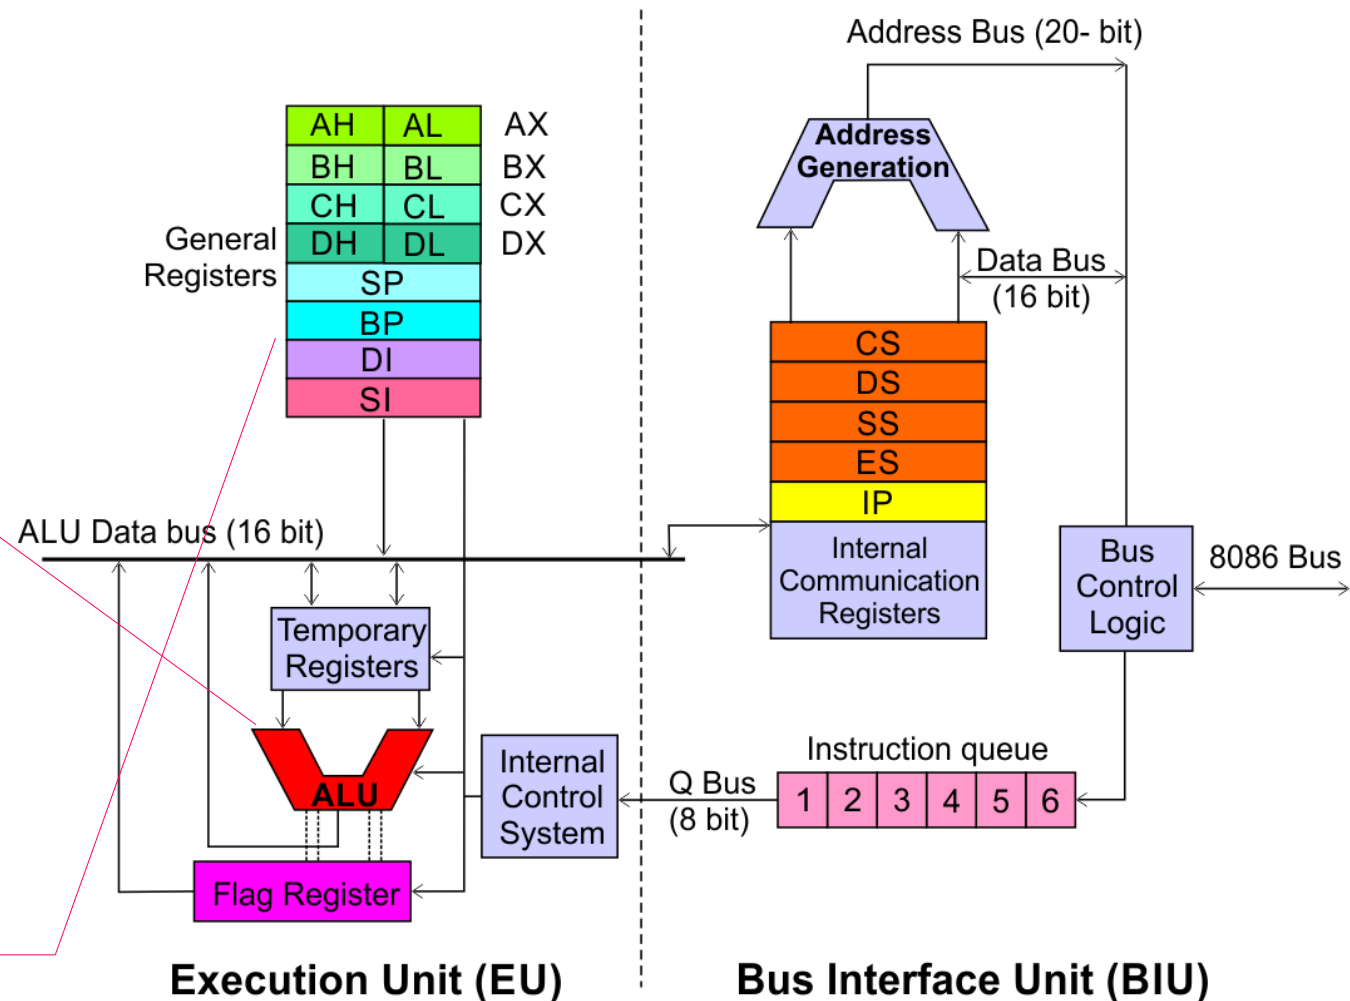 Address Bus (20- bit)
AH AL AX
BH BL BX
CH CL CX
DH DL DX
General
Registers
SP
BP
DI
SI
Address
Generation
Data Bus
(16 bit)
CS
DS
SS
ES
IP
Internal
Communication
Registers
ALU Data bus (16 bit)
Bus
Control
Logic
8086 Bus
Temporary
Registers
ALU
Internal
Control
System
Q Bus
(8 bit)
Instruction queue
1 2 3 4 5 6
Flag Register
Execution Unit (EU)
Bus Interface Unit (BIU)